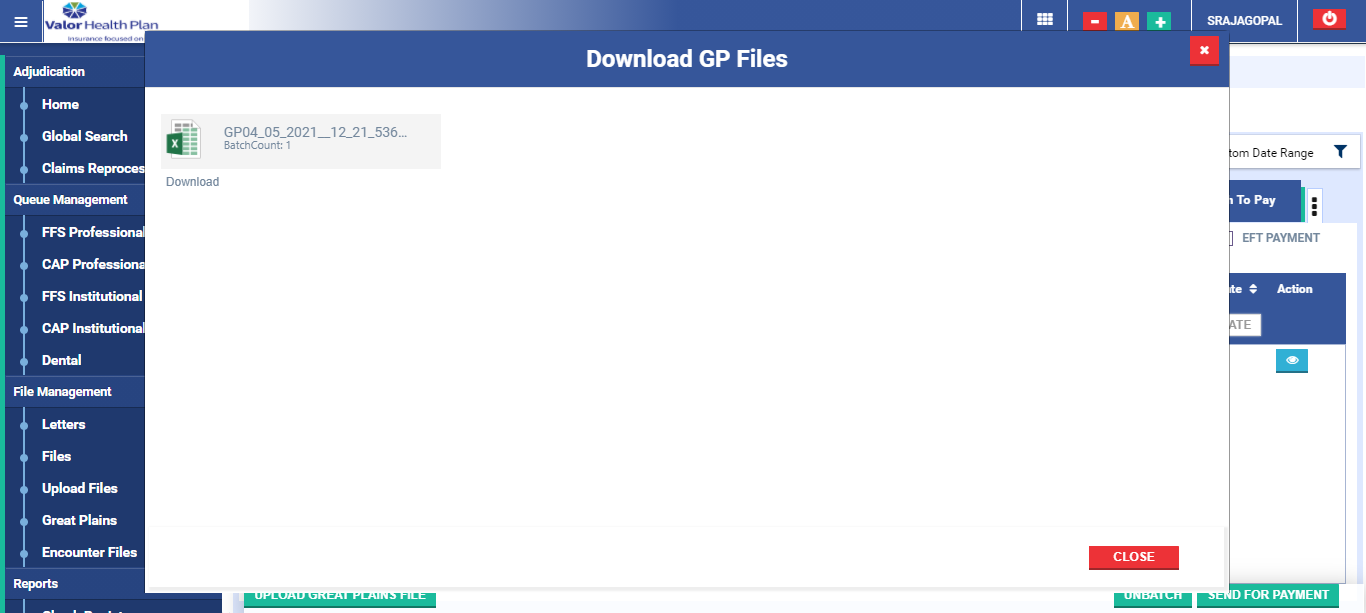 Valor Health Plan
Insurance focused on
A
SRAJAGOPAL
Download GP Files
Adjudication
Home
Global Search
Claims Reproces
Queue Management
FFS Professional
CAP Professiona
FFS Institutional
CAP Institutional
Dental
File Management
Letters
Files
Upload Files
Great Plains
Encounter Files
Reports
GP04_05_2021__12_21_536...
BatchCount: 1
Download
tom Date Range
To Pay
EFT PAYMENT
Action
ATE
CLOSE
UPLOAD GREAT PLAINS FILE
UNBATCH
SEND FOR PAYMENT